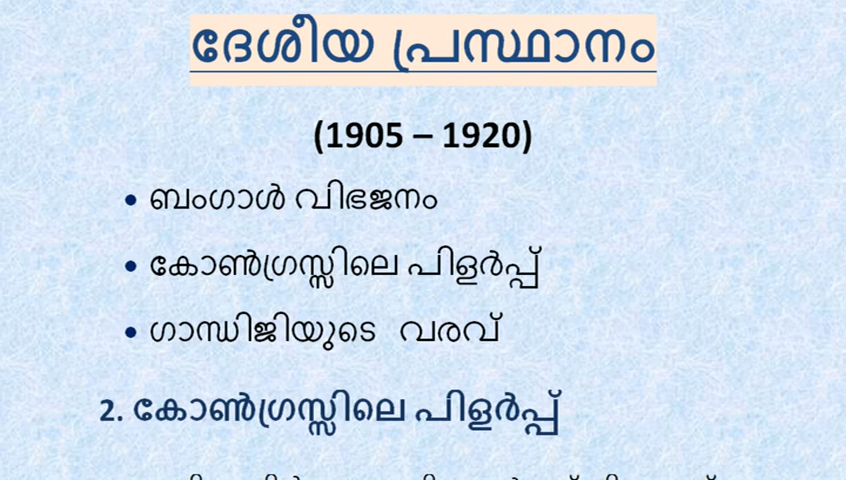 ദേശീയ പ്രസ്ഥാനം
(1905 – 1920)
• ബംഗാൾ വിഭജനം
• കോൺഗ്രസ്സിലെ പിളർപ്പ്
• ഗാന്ധിജിയുടെ വരവ്
2. കോൺഗ്രസ്സിലെ പിളർപ്പ്